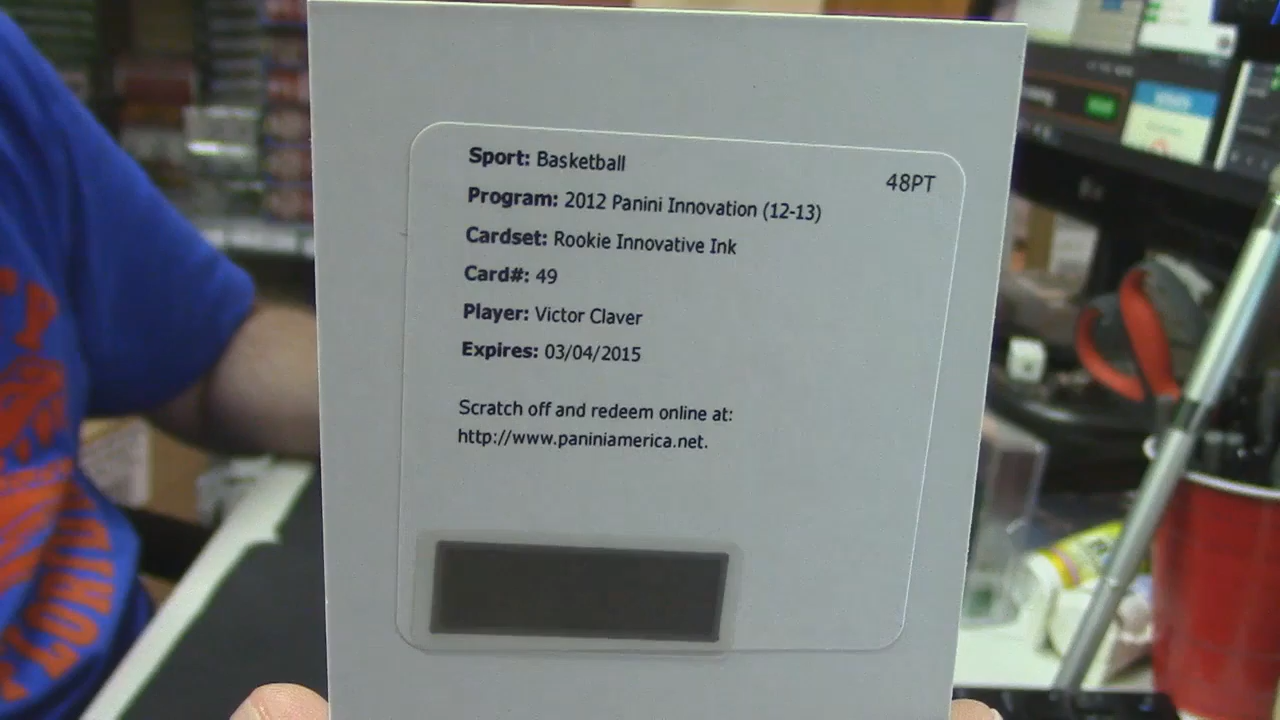 Sport: Basketball
48PT
Program: 2012 Panini Innovation (12-13)
Cardset: Rookie Innovative Ink
Card#: 49
Player: Victor Claver
Expires: 03/04/2015
Scratch off and redeem online at:
http://www.paniniamerica.net.